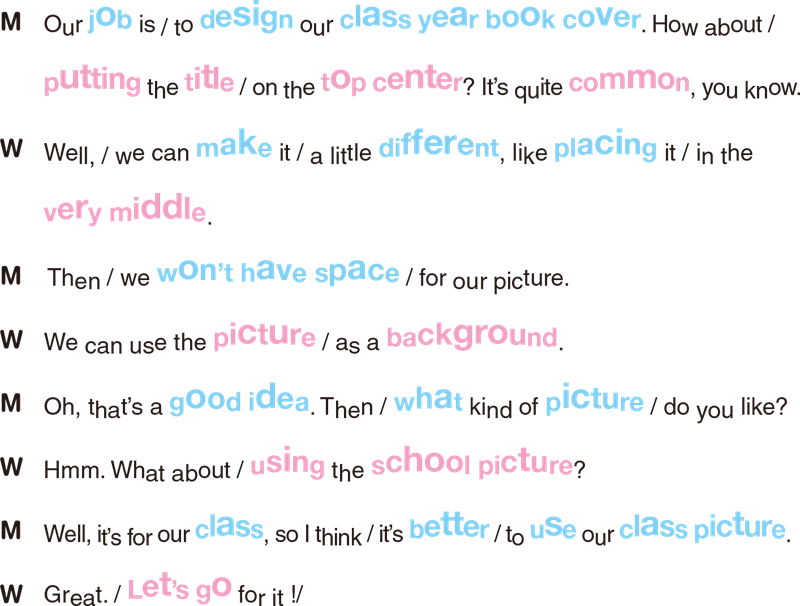 M Our job is / to design our class year book cover. How about /
putting the title / on the top center? It's quite common, you know.
W Well, / we can make it / a little different, like placing it / in the
very middle.
M Then / we won't have space / for our picture.
W We can use the picture / as a background.
M Oh, that's a good idea. Then / what kind of picture / do you like?
W Hmm. What about / using the school picture?
M Well, it's for our class, so I think / it's better / to use our class picture.
W Great. / Let's go for it !/